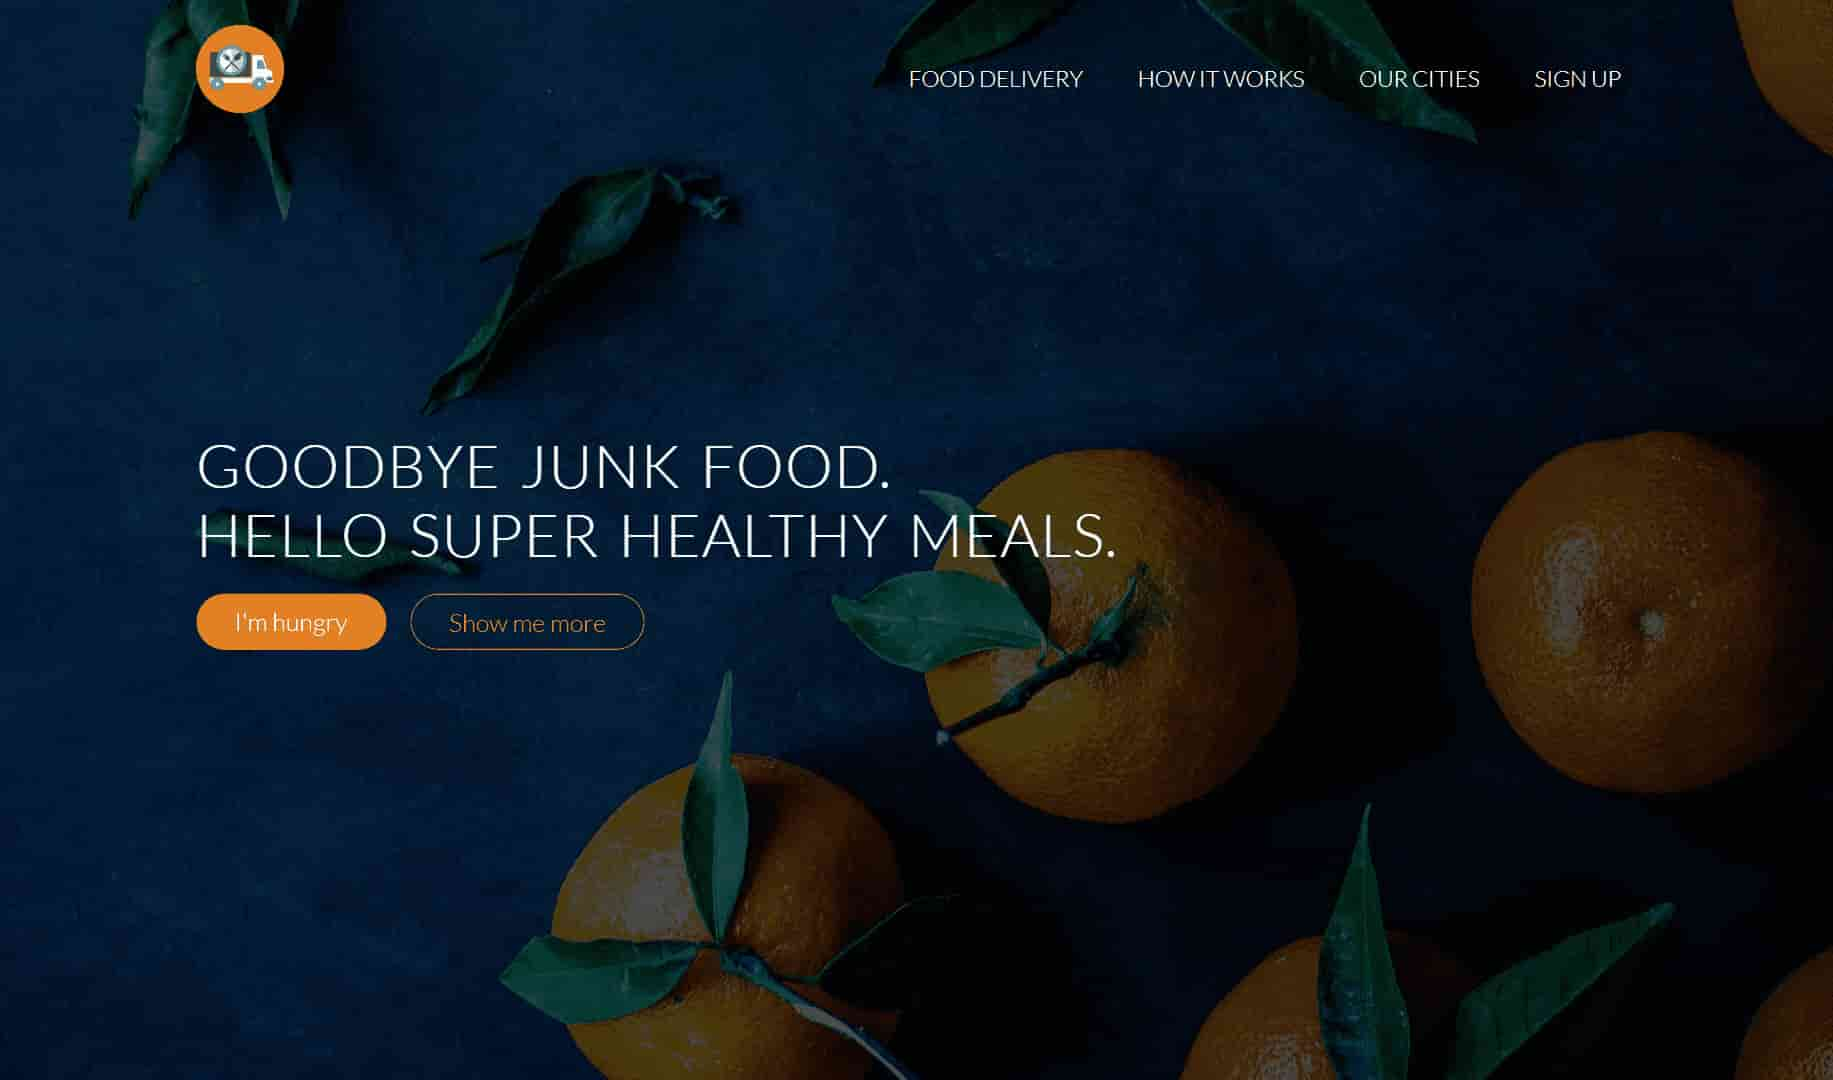 FOOD DELIVERY HOW IT WORKS OUR CITIES SIGN UP
GOODBYE JUNK FOOD.
HELLO SUPER HEALTHY MEALS.
I'm hungry Show me more